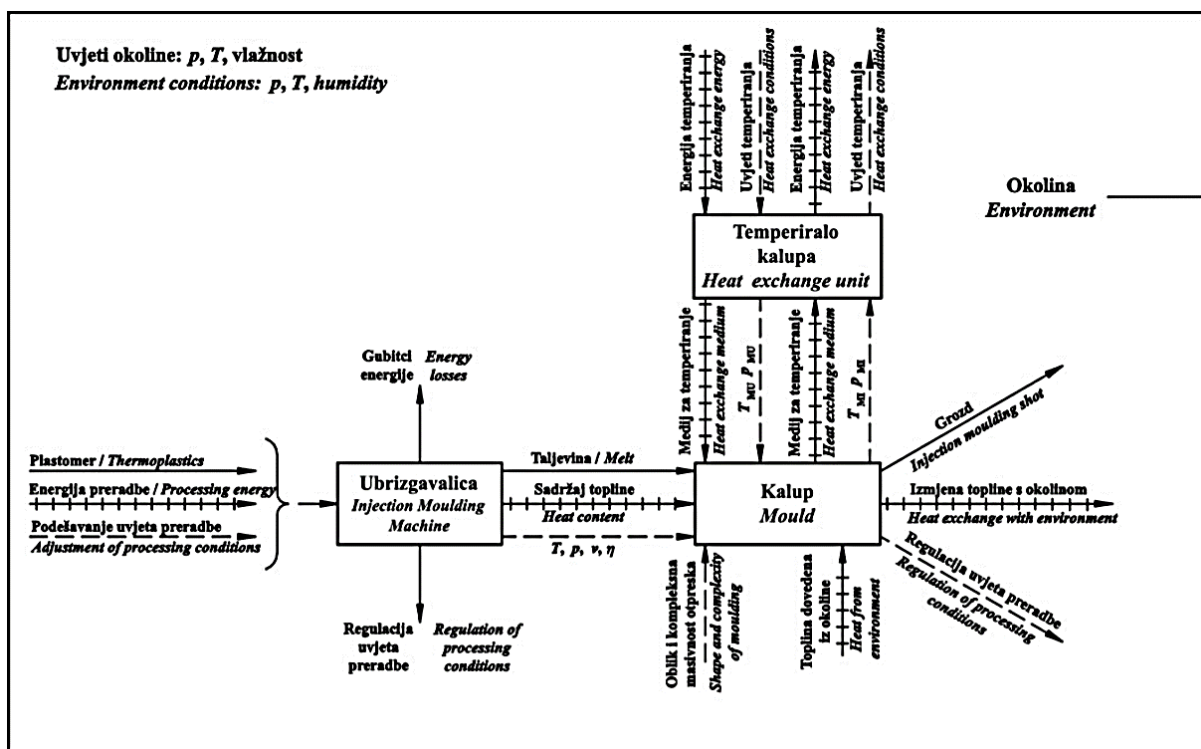 Uvjeti okoline: p, T, vlažnost
Environment conditions: p, T, humidity
Energija temperiranja
Heat exchange energy
Uvjeti temperiranja
Heat exchange conditions
Energija temperiranja
Heat exchange energy
Uvjeti temperiranja
Heat exchange conditions
Okolina
Environment
Temperiralo
kalupa
Heat exchange unit
Medij za temperiranje
Heat exchange medium
T MU p MU
Medij za temperiranje
Heat exchange medium
T MI p MI
Gubitci
energije
Energy
losses
Grozd
Injection moulding shot
Plastomer / Thermoplastics
Energija preradbe / Processing energy
Podešavanje uvjeta preradbe
Adjustment of processing conditions
Ubrizgavalica
Injection Moulding
Machine
Taljevina / Melt
Sadržaj topline
Heat content
T, p, v, η
Kalup
Mould
Izmjena topline s okolinom
Heat exchange with environment
Regulacija uvjeta preradbe
Regulation of processing
conditions
Regulacija
uvjeta
preradbe
Regulation of
processing
conditions
Oblik i kompleksna
masivnost otpreska
Shape and complexity
of moulding
Toplina dovedena
iz okoline
Heat from
environment